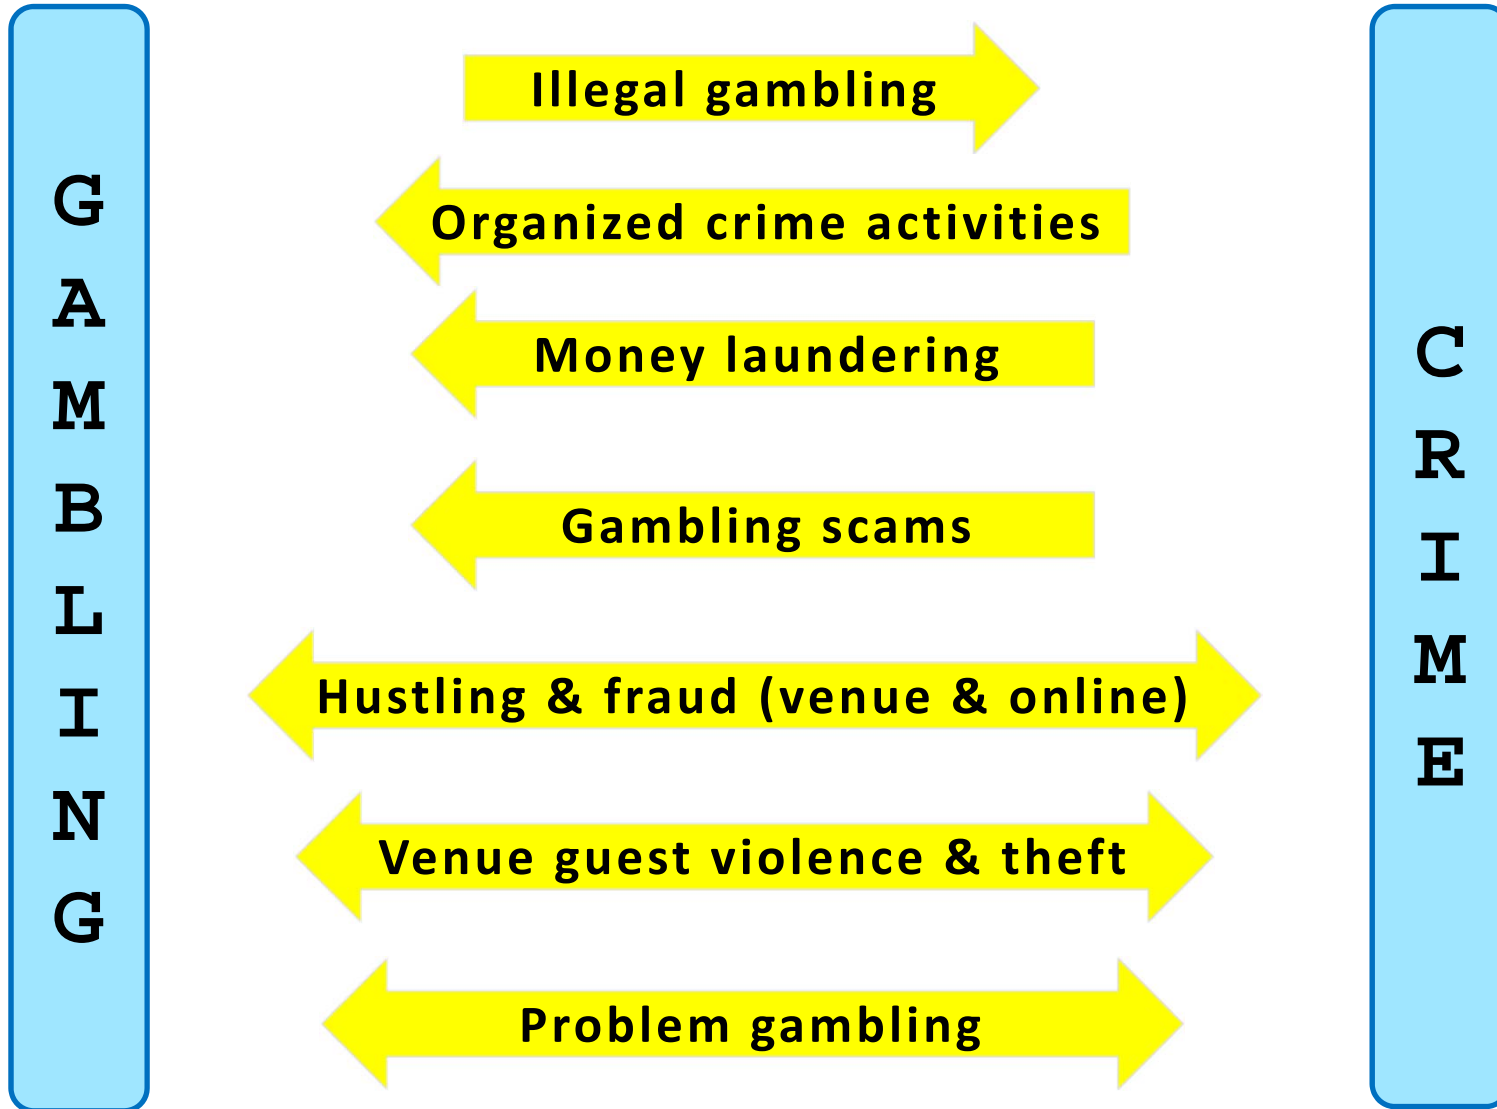 GAMBLING
Illegal gambling
Organized crime activities
Money laundering
Gambling scams
Hustling & fraud (venue & online)
Venue guest violence & theft
Problem gambling
CRIME